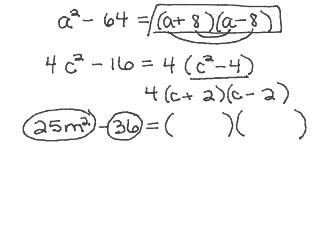 a² - 64 = (a + 8)(a - 8)
4c² - 16 = 4(c² - 4)
4(c + 2)(c - 2)
25m² - 36 = (     )(     )